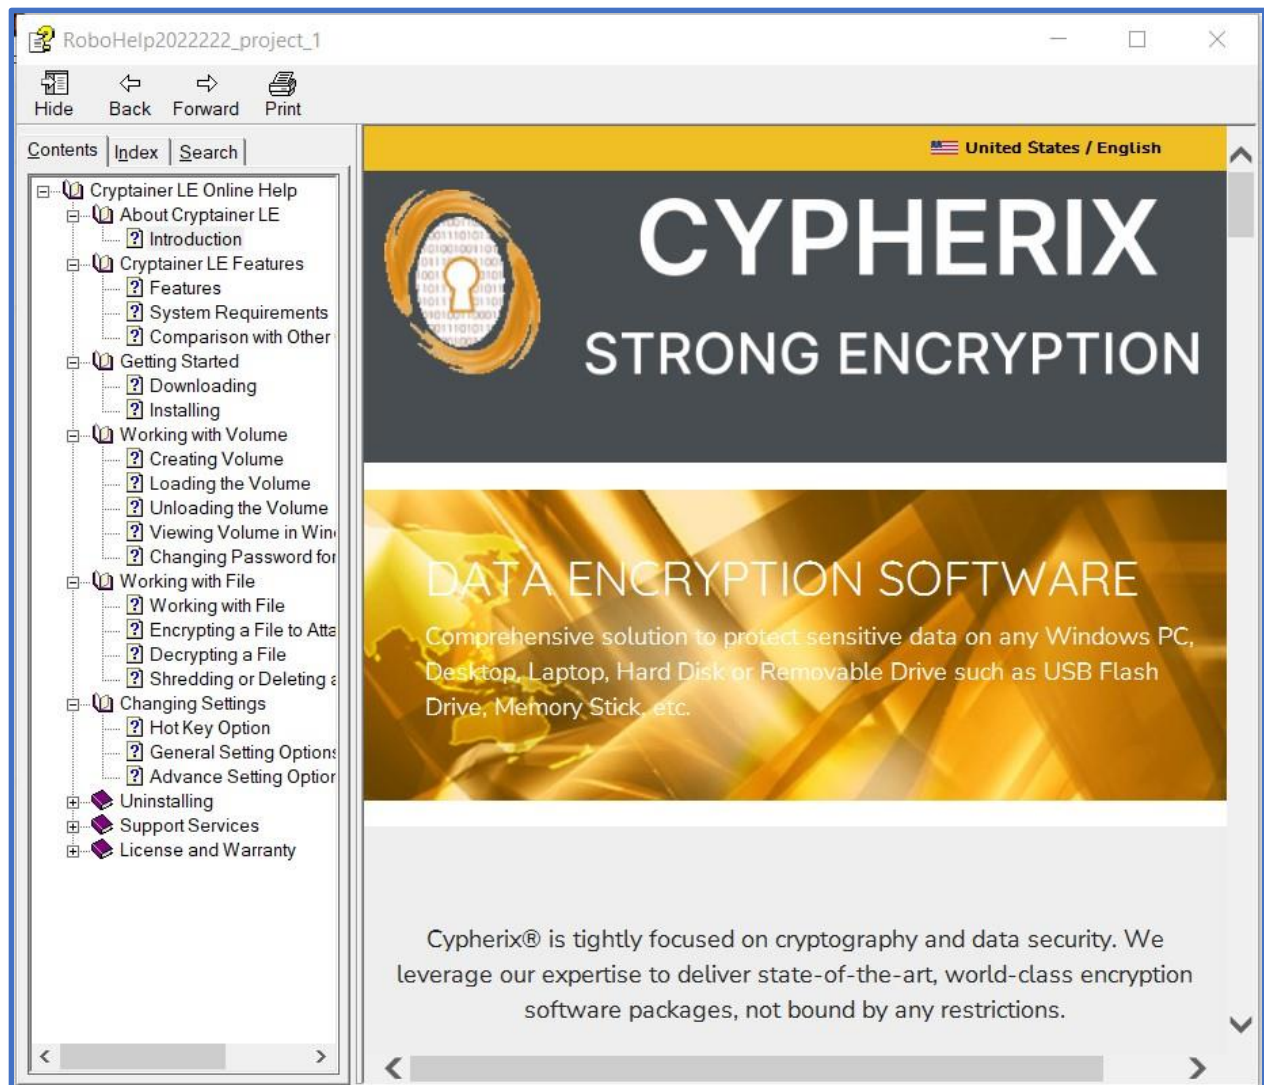 RoboHelp2022222_project_1
Hide Back Forward Print
Contents Index Search
Cryptainer LE Online Help
About Cryptainer LE
Introduction
Cryptainer LE Features
Features
System Requirements
Comparison with Other
Getting Started
Downloading
Installing
Working with Volume
Creating Volume
Loading the Volume
Unloading the Volume
Viewing Volume in Win
Changing Password for
Working with File
Working with File
Encrypting a File to Atta
Decrypting a File
Shredding or Deleting a
Changing Settings
Hot Key Option
General Setting Options
Advance Setting Option
Uninstalling
Support Services
License and Warranty
United States / English
CYPHERIX
STRONG ENCRYPTION
DATA ENCRYPTION SOFTWARE
Comprehensive solution to protect sensitive data on any Windows PC,
Desktop, Laptop, Hard Disk or Removable Drive such as USB Flash
Drive, Memory Stick, etc.
Cypherix® is tightly focused on cryptography and data security. We
leverage our expertise to deliver state-of-the-art, world-class encryption
software packages, not bound by any restrictions.